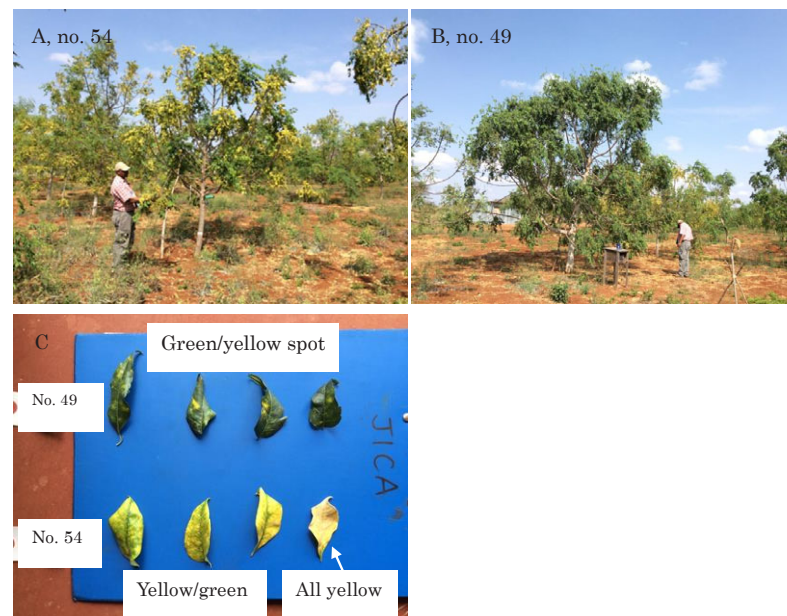 A, no. 54
B, no. 49
C
Green/yellow spot
No. 49
JICA
No. 54
Yellow/green
All yellow